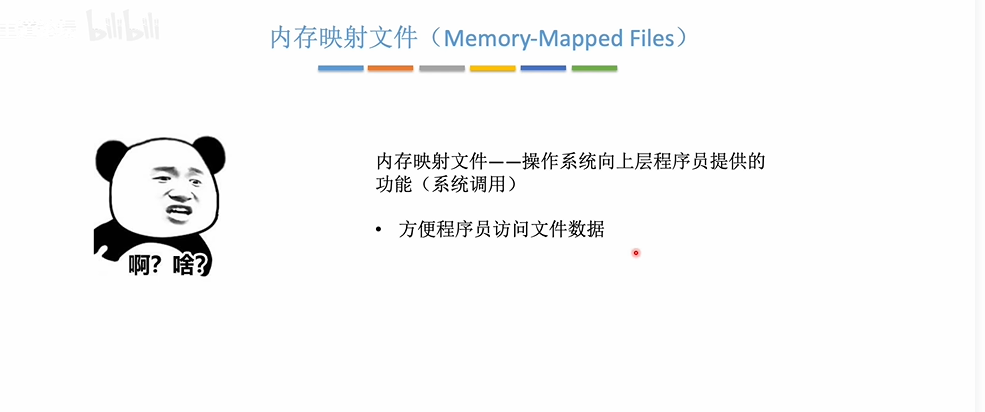 bilibili
内存映射文件（Memory-Mapped Files）
内存映射文件——操作系统向上层程序员提供的
功能（系统调用）
• 方便程序员访问文件数据
啊？啥？